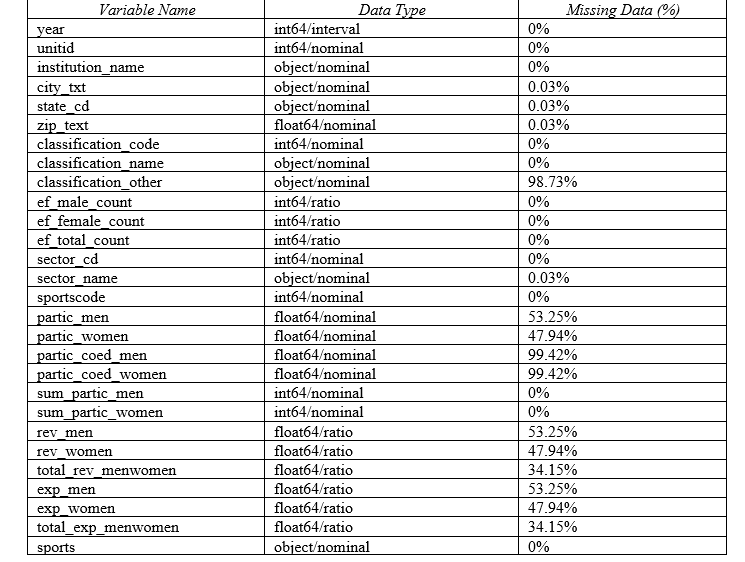 Variable Name Data Type Missing Data (%)
year int64/interval 0%
unitid int64/nominal 0%
institution_name object/nominal 0%
city_txt object/nominal 0.03%
state_cd object/nominal 0.03%
zip_text float64/nominal 0.03%
classification_code int64/nominal 0%
classification_name object/nominal 0%
classification_other object/nominal 98.73%
ef_male_count int64/ratio 0%
ef_female_count int64/ratio 0%
ef_total_count int64/ratio 0%
sector_cd int64/nominal 0%
sector_name object/nominal 0.03%
sportscode int64/nominal 0%
partic_men float64/nominal 53.25%
partic_women float64/nominal 47.94%
partic_coed_men float64/nominal 99.42%
partic_coed_women float64/nominal 99.42%
sum_partic_men int64/nominal 0%
sum_partic_women int64/nominal 0%
rev_men float64/ratio 53.25%
rev_women float64/ratio 47.94%
total_rev_menwomen float64/ratio 34.15%
exp_men float64/ratio 53.25%
exp_women float64/ratio 47.94%
total_exp_menwomen float64/ratio 34.15%
sports object/nominal 0%